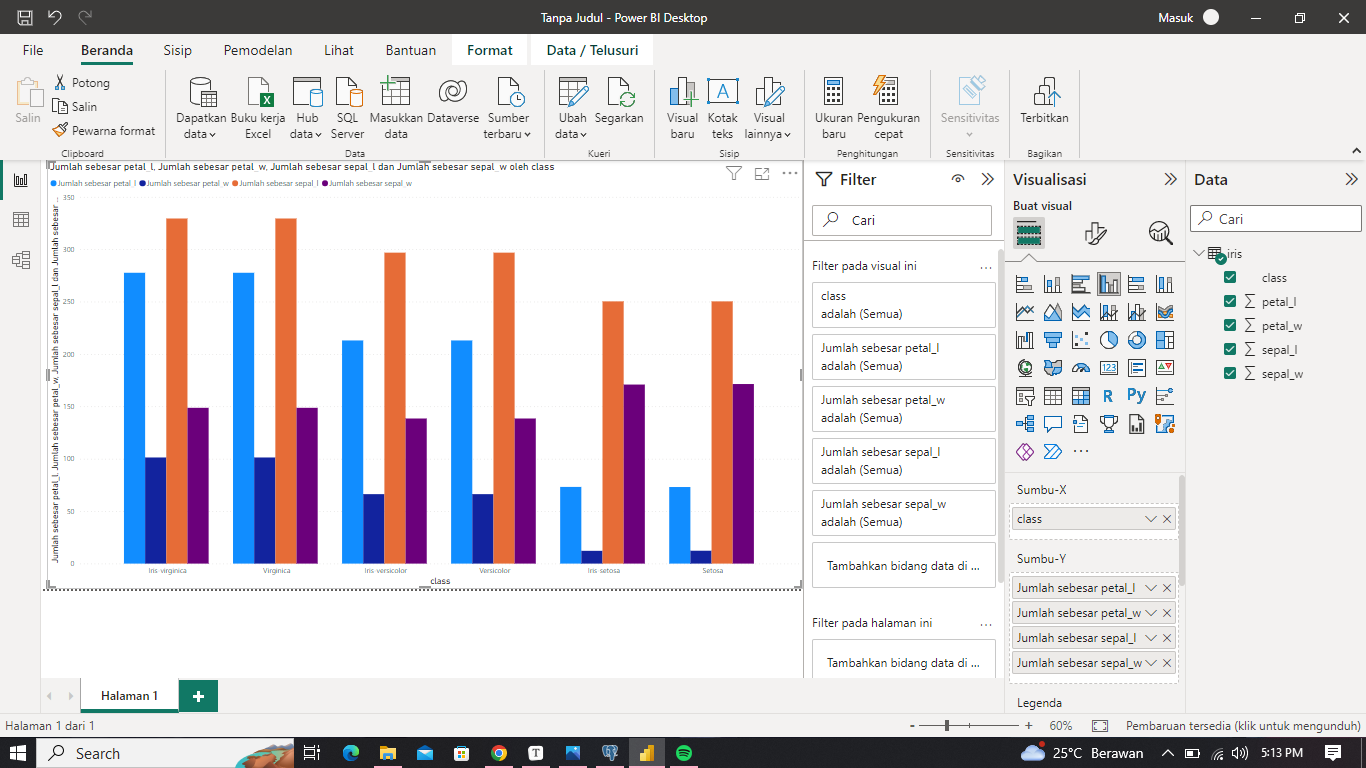 Tanpa Judul - Power BI Desktop
Masuk
File Beranda Sisip Pemodelan Lihat Bantuan Format Data / Telusuri
Salin
Potong
Salin
Pewarna format
Clipboard
Dapatkan data
Buku kerja Excel
Hub data
SQL Server
Masukkan data
Dataverse
Sumber terbaru
Data
Ubah data
Segarkan
Kueri
Visual baru
Kotak teks
Visual lainnya
Sisip
Ukuran baru
Pengukuran cepat
Penghitungan
Sensitivitas
Sensitivitas
Terbitkan
Bagikan
Jumlah sebesar petal_l, Jumlah sebesar petal_w, Jumlah sebesar sepal_l dan Jumlah sebesar sepal_w oleh class
Jumlah sebesar petal_l Jumlah sebesar petal_w Jumlah sebesar sepal_l Jumlah sebesar sepal_w
Jumlah sebesar petal_l, Jumlah sebesar petal_w, Jumlah sebesar sepal_l dan Jumlah sebesar ...
350
300
250
200
150
100
50
0
Iris-virginica Virginica Iris-versicolor Versicolor Iris-setosa Setosa
class
Filter
Cari
Filter pada visual ini
class
adalah (Semua)
Jumlah sebesar petal_l
adalah (Semua)
Jumlah sebesar petal_w
adalah (Semua)
Jumlah sebesar sepal_l
adalah (Semua)
Jumlah sebesar sepal_w
adalah (Semua)
Tambahkan bidang data di ...
Filter pada halaman ini
Tambahkan bidang data di ...
Visualisasi
Buat visual
123
R
Py
Sumbu-X
class
Sumbu-Y
Jumlah sebesar petal_l
Jumlah sebesar petal_w
Jumlah sebesar sepal_l
Jumlah sebesar sepal_w
Legenda
Data
Cari
iris
class
petal_l
petal_w
sepal_l
sepal_w
Halaman 1
Halaman 1 dari 1
60%
Pembaruan tersedia (klik untuk mengunduh)
Search
25°C Berawan
5:13 PM